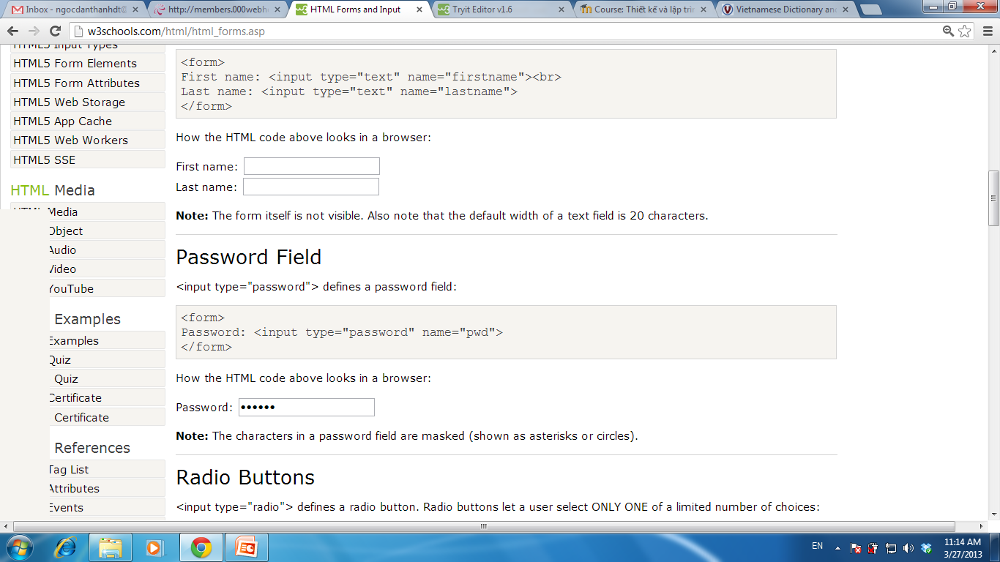 Inbox - ngocdanthanhdt@
http://members.000webh
HTML Forms and Input
Tryit Editor v1.6
Course: Thiết kế và lập trìn
Vietnamese Dictionary and
w3schools.com/html/html_forms.asp
HTML5 Input Types
HTML5 Form Elements
HTML5 Form Attributes
HTML5 Web Storage
HTML5 App Cache
HTML5 Web Workers
HTML5 SSE
HTML Media
HTML Media
Object
Audio
Video
YouTube
Examples
Examples
Quiz
Quiz
Certificate
Certificate
References
Tag List
Attributes
Events
<form>
First name: <input type="text" name="firstname"><br>
Last name: <input type="text" name="lastname">
</form>
How the HTML code above looks in a browser:
First name:
Last name:
Note: The form itself is not visible. Also note that the default width of a text field is 20 characters.
Password Field
<input type="password"> defines a password field:
<form>
Password: <input type="password" name="pwd">
</form>
How the HTML code above looks in a browser:
Password: ••••••
Note: The characters in a password field are masked (shown as asterisks or circles).
Radio Buttons
<input type="radio"> defines a radio button. Radio buttons let a user select ONLY ONE of a limited number of choices:
EN
11:14 AM
3/27/2013